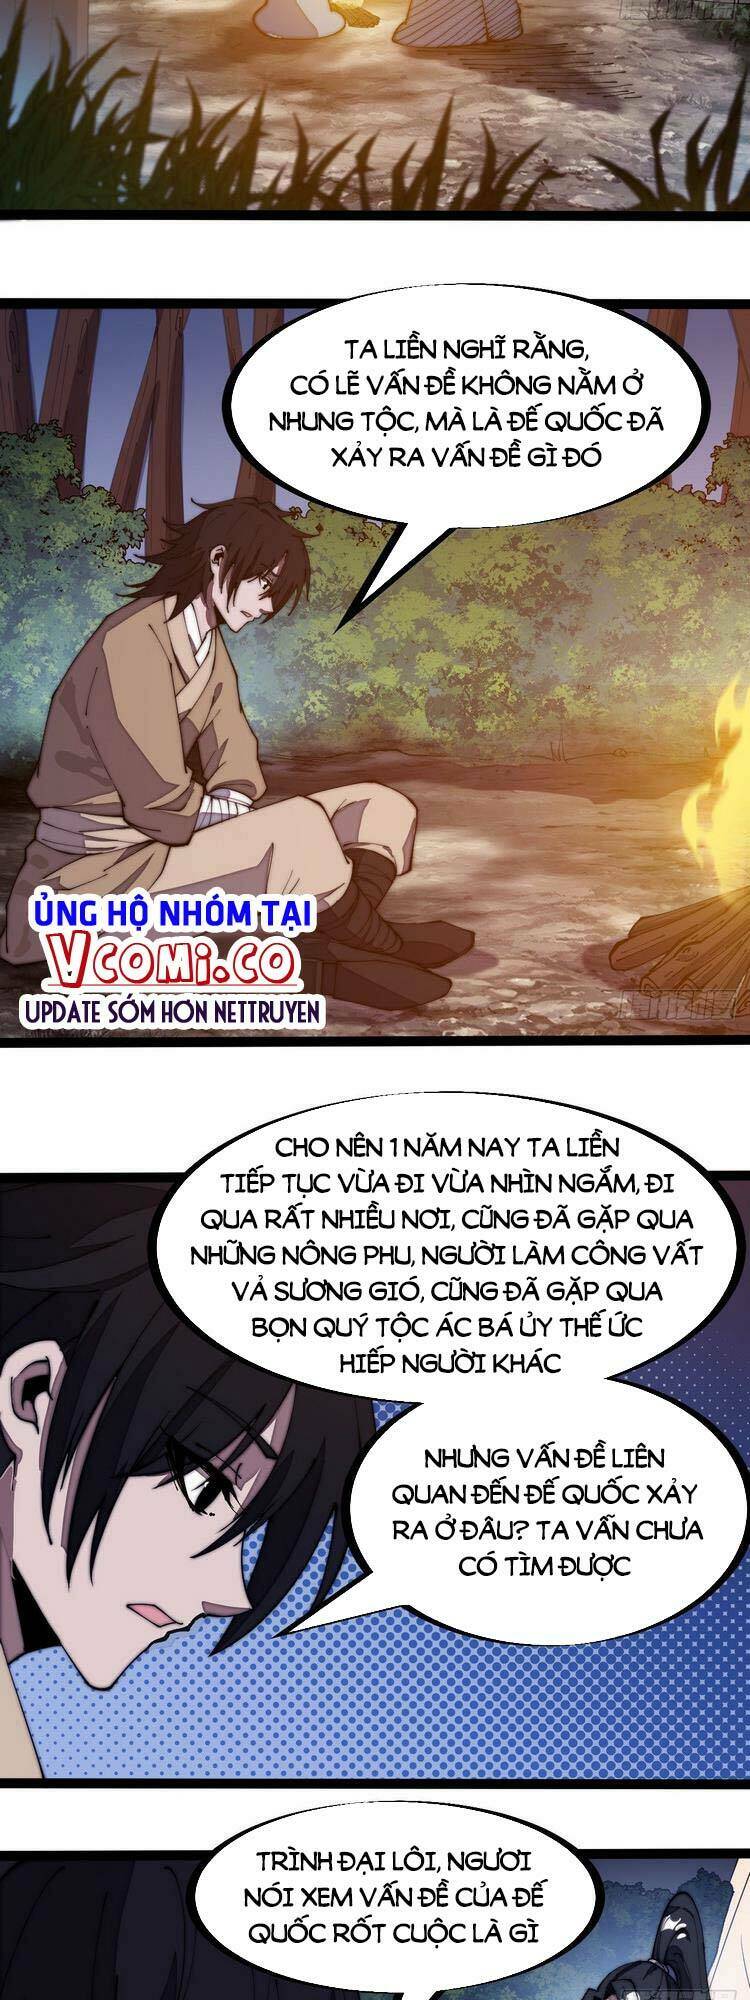 TA LIỀN NGHĨ RẰNG,
CÓ LẼ VẤN ĐỀ KHÔNG NẰM Ở
NHUNG TỘC, MÀ LÀ ĐẾ QUỐC ĐÃ
XẢY RA VẤN ĐỀ GÌ ĐÓ
ỦNG HỘ NHÓM TẠI
VCOMI.CO
UPDATE SỚM HƠN NETTRUYEN
CHO NÊN 1 NĂM NAY TA LIỀN
TIẾP TỤC VỪA ĐI VỪA NHÌN NGẮM, ĐI
QUA RẤT NHIỀU NƠI, CŨNG ĐÃ GẶP QUA
NHỮNG NÔNG PHU, NGƯỜI LÀM CÔNG VẤT
VẢ SƯƠNG GIÓ, CŨNG ĐÃ GẶP QUA
BỌN QUÝ TỘC ÁC BÁ ỦY THẾ ỨC
HIẾP NGƯỜI KHÁC
NHƯNG VẤN ĐỀ LIÊN
QUAN ĐẾN ĐẾ QUỐC XẢY
RA Ở ĐÂU? TA VẪN CHƯA
CÓ TÌM ĐƯỢC
TRÌNH ĐẠI LÔI, NGƯƠI
NÓI XEM VẤN ĐỀ CỦA ĐẾ
QUỐC RỐT CUỘC LÀ GÌ